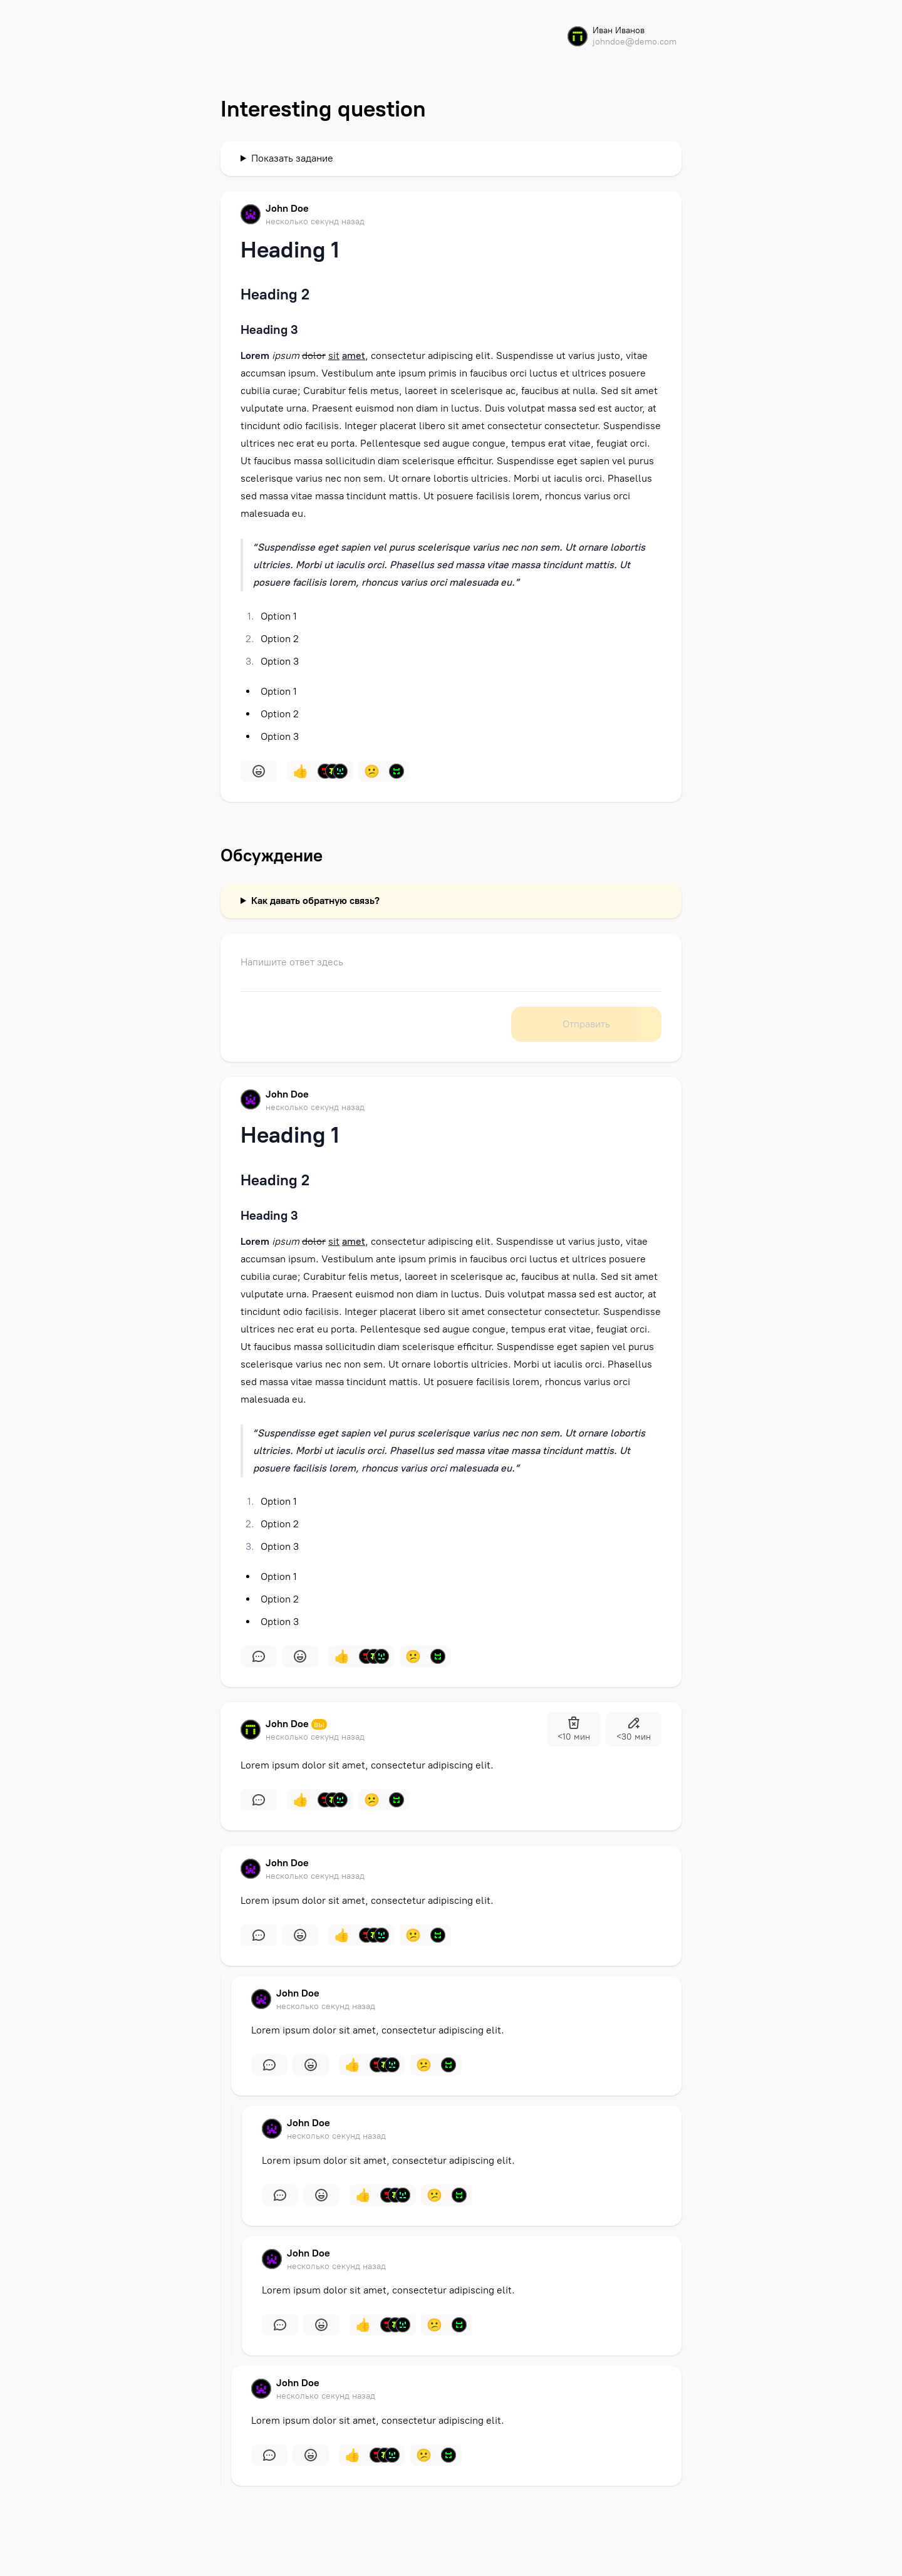 Иван Иванов
johndoe@demo.com
Interesting question
Показать задание
John Doe
несколько секунд назад
Heading 1
Heading 2
Heading 3
Lorem ipsum dolor sit amet, consectetur adipiscing elit. Suspendisse ut varius justo, vitae
accumsan ipsum. Vestibulum ante ipsum primis in faucibus orci luctus et ultrices posuere
cubilia curae; Curabitur felis metus, laoreet in scelerisque ac, faucibus at nulla. Sed sit amet
vulputate urna. Praesent euismod non diam in luctus. Duis volutpat massa sed est auctor, at
tincidunt odio facilisis. Integer placerat libero sit amet consectetur consectetur. Suspendisse
ultrices nec erat eu porta. Pellentesque sed augue congue, tempus erat vitae, feugiat orci.
Ut faucibus massa sollicitudin diam scelerisque efficitur. Suspendisse eget sapien vel purus
scelerisque varius nec non sem. Ut ornare lobortis ultricies. Morbi ut iaculis orci. Phasellus
sed massa vitae massa tincidunt mattis. Ut posuere facilisis lorem, rhoncus varius orci
malesuada eu.
“Suspendisse eget sapien vel purus scelerisque varius nec non sem. Ut ornare lobortis
ultricies. Morbi ut iaculis orci. Phasellus sed massa vitae massa tincidunt mattis. Ut
posuere facilisis lorem, rhoncus varius orci malesuada eu.”
1. Option 1
2. Option 2
3. Option 3
• Option 1
• Option 2
• Option 3
Обсуждение
Как давать обратную связь?
Напишите ответ здесь
Отправить
John Doe
несколько секунд назад
Heading 1
Heading 2
Heading 3
Lorem ipsum dolor sit amet, consectetur adipiscing elit. Suspendisse ut varius justo, vitae
accumsan ipsum. Vestibulum ante ipsum primis in faucibus orci luctus et ultrices posuere
cubilia curae; Curabitur felis metus, laoreet in scelerisque ac, faucibus at nulla. Sed sit amet
vulputate urna. Praesent euismod non diam in luctus. Duis volutpat massa sed est auctor, at
tincidunt odio facilisis. Integer placerat libero sit amet consectetur consectetur. Suspendisse
ultrices nec erat eu porta. Pellentesque sed augue congue, tempus erat vitae, feugiat orci.
Ut faucibus massa sollicitudin diam scelerisque efficitur. Suspendisse eget sapien vel purus
scelerisque varius nec non sem. Ut ornare lobortis ultricies. Morbi ut iaculis orci. Phasellus
sed massa vitae massa tincidunt mattis. Ut posuere facilisis lorem, rhoncus varius orci
malesuada eu.
“Suspendisse eget sapien vel purus scelerisque varius nec non sem. Ut ornare lobortis
ultricies. Morbi ut iaculis orci. Phasellus sed massa vitae massa tincidunt mattis. Ut
posuere facilisis lorem, rhoncus varius orci malesuada eu.”
1. Option 1
2. Option 2
3. Option 3
• Option 1
• Option 2
• Option 3
John Doe Вы
несколько секунд назад
<10 мин
<30 мин
Lorem ipsum dolor sit amet, consectetur adipiscing elit.
John Doe
несколько секунд назад
Lorem ipsum dolor sit amet, consectetur adipiscing elit.
John Doe
несколько секунд назад
Lorem ipsum dolor sit amet, consectetur adipiscing elit.
John Doe
несколько секунд назад
Lorem ipsum dolor sit amet, consectetur adipiscing elit.
John Doe
несколько секунд назад
Lorem ipsum dolor sit amet, consectetur adipiscing elit.
John Doe
несколько секунд назад
Lorem ipsum dolor sit amet, consectetur adipiscing elit.